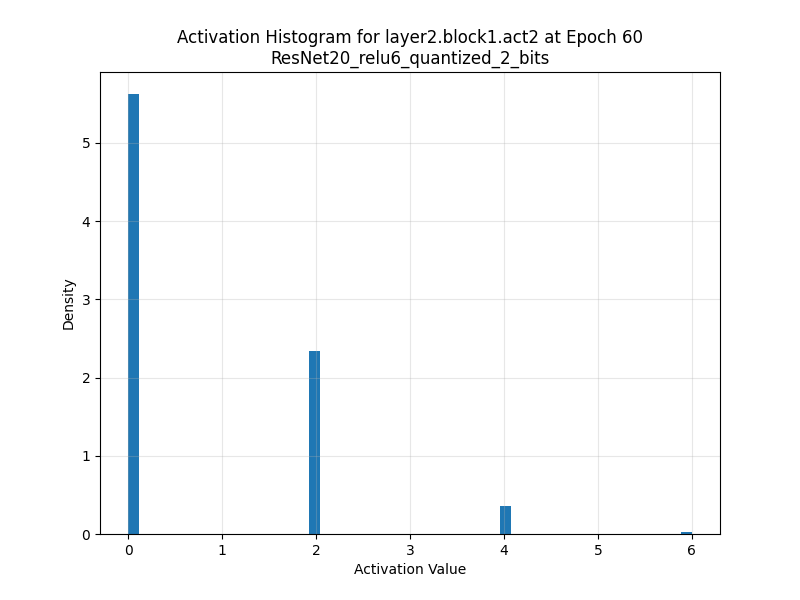 Activation Histogram for layer2.block1.act2 at Epoch 60
ResNet20_relu6_quantized_2_bits
5
4
3
2
1
0
Density
0 1 2 3 4 5 6
Activation Value